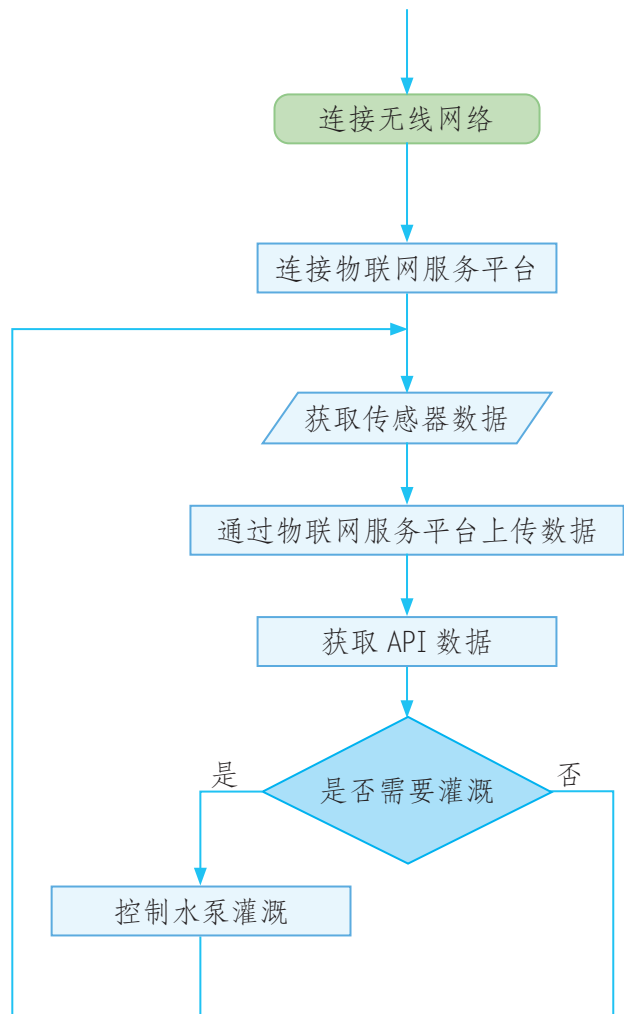 连接无线网络
连接物联网服务平台
获取传感器数据
通过物联网服务平台上传数据
获取 API 数据
是
是否需要灌溉
否
控制水泵灌溉